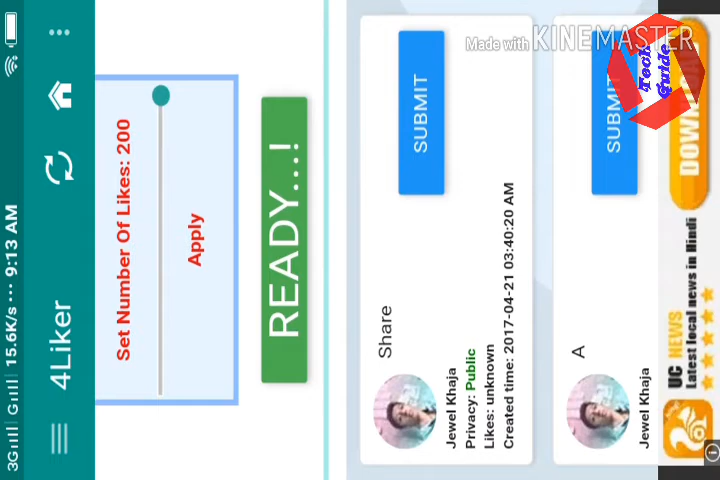 3G G 15.6K/s ··· 9:13 AM
4Liker
Set Number Of Likes: 200
Apply
READY...!
Share
Jewel Khaja
Privacy: Public
Likes: unknown
Created time: 2017-04-21 03:40:20 AM
SUBMIT
A
Jewel Khaja
SUBMIT
UC NEWS
Latest local news in Hindi
Made with KINEMASTER
Tech
Guide